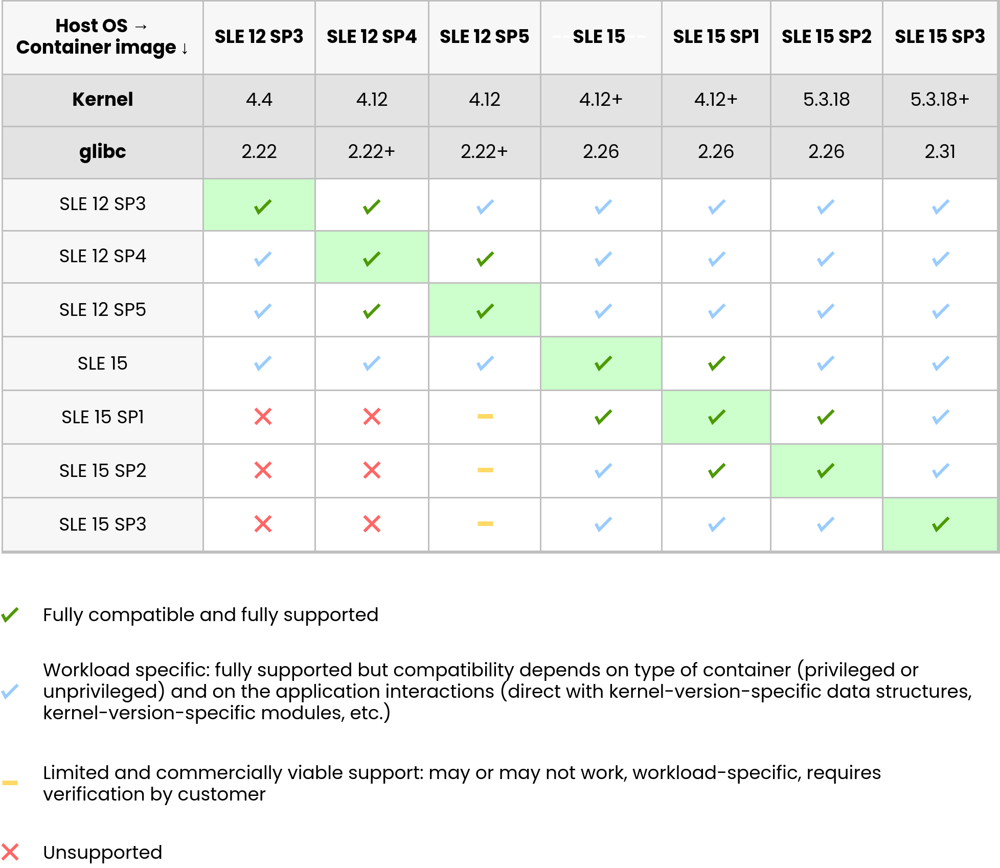 Host OS →
Container image ↓
SLE 12 SP3
SLE 12 SP4
SLE 12 SP5
--SLE 15--
SLE 15 SP1
SLE 15 SP2
SLE 15 SP3
Kernel
4.4
4.12
4.12
4.12+
4.12+
5.3.18
5.3.18+
glibc
2.22
2.22+
2.22+
2.26
2.26
2.26
2.31
SLE 12 SP3
SLE 12 SP4
SLE 12 SP5
SLE 15
SLE 15 SP1
SLE 15 SP2
SLE 15 SP3
Fully compatible and fully supported
Workload specific: fully supported but compatibility depends on type of container (privileged or
unprivileged) and on the application interactions (direct with kernel-version-specific data structures,
kernel-version-specific modules, etc.)
Limited and commercially viable support: may or may not work, workload-specific, requires
verification by customer
Unsupported